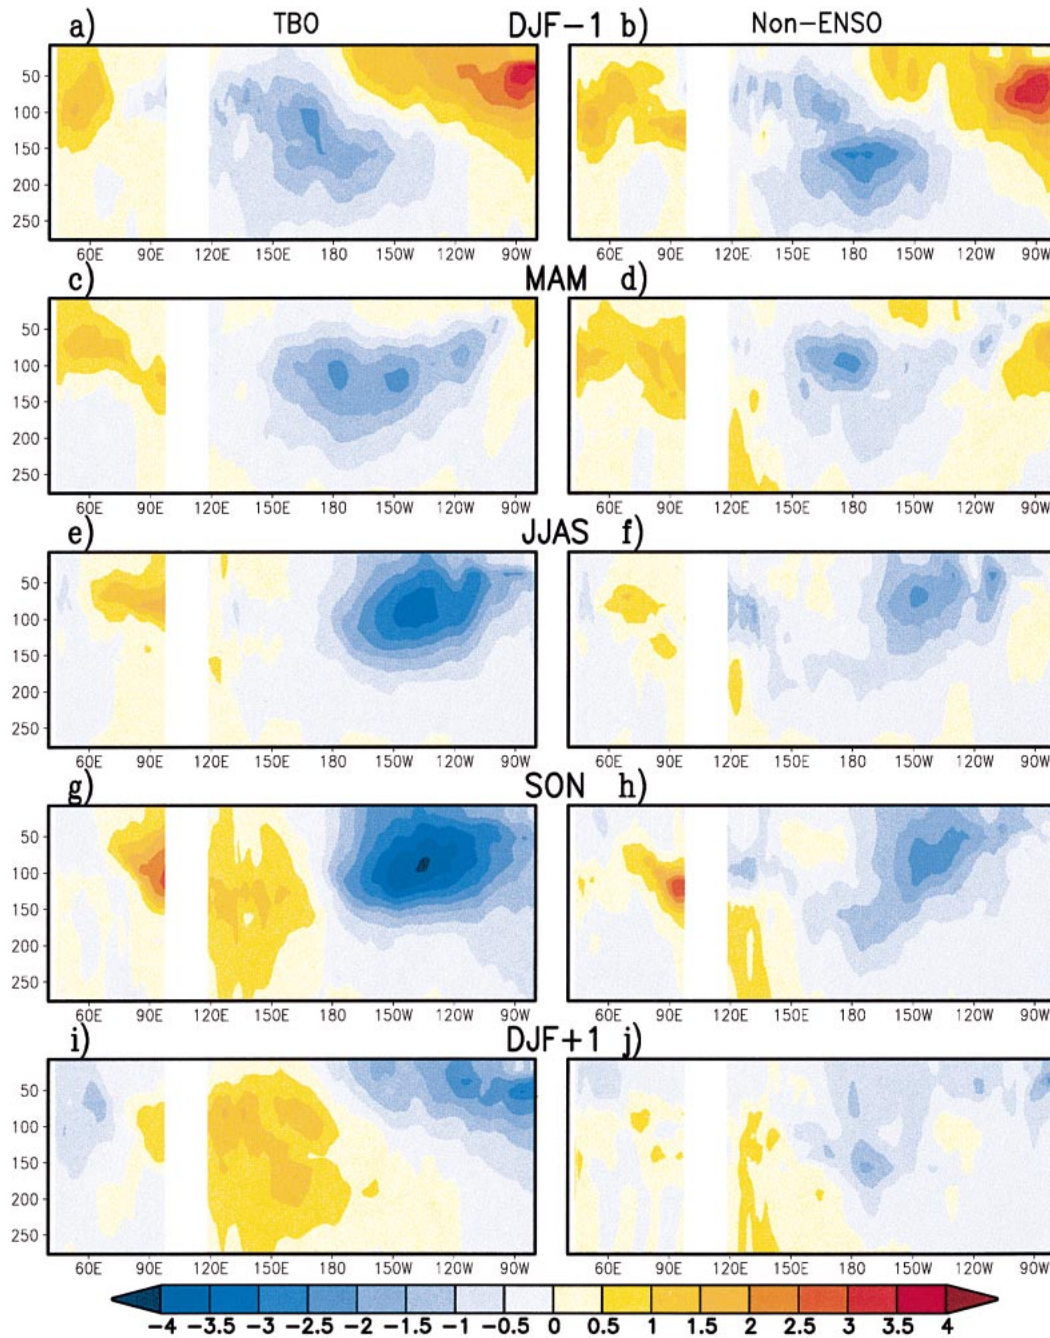 a) TBO DJF−1 b) Non−ENSO
50
100
150
200
250
60E 90E 120E 150E 180 150W 120W 90W 60E 90E 120E 150E 180 150W 120W 90W
c) MAM d)
50
100
150
200
250
60E 90E 120E 150E 180 150W 120W 90W 60E 90E 120E 150E 180 150W 120W 90W
e) JJAS f)
50
100
150
200
250
60E 90E 120E 150E 180 150W 120W 90W 60E 90E 120E 150E 180 150W 120W 90W
g) SON h)
50
100
150
200
250
60E 90E 120E 150E 180 150W 120W 90W 60E 90E 120E 150E 180 150W 120W 90W
i) DJF+1 j)
50
100
150
200
250
60E 90E 120E 150E 180 150W 120W 90W 60E 90E 120E 150E 180 150W 120W 90W
−4 −3.5 −3 −2.5 −2 −1.5 −1 −0.5 0 0.5 1 1.5 2 2.5 3 3.5 4